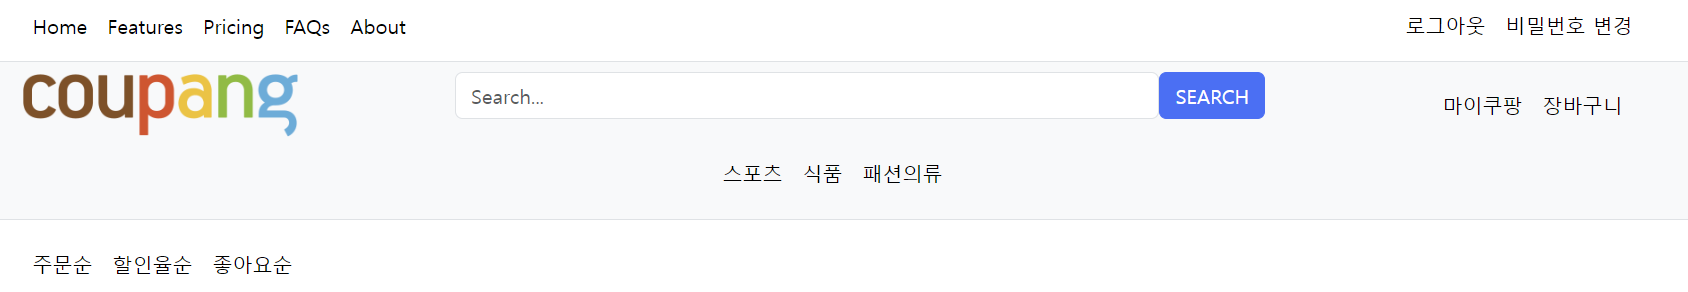 Home Features Pricing FAQs About 로그아웃 비밀번호 변경
coupang Search... SEARCH 마이쿠팡 장바구니
스포츠 식품 패션의류
주문순 할인율순 좋아요순